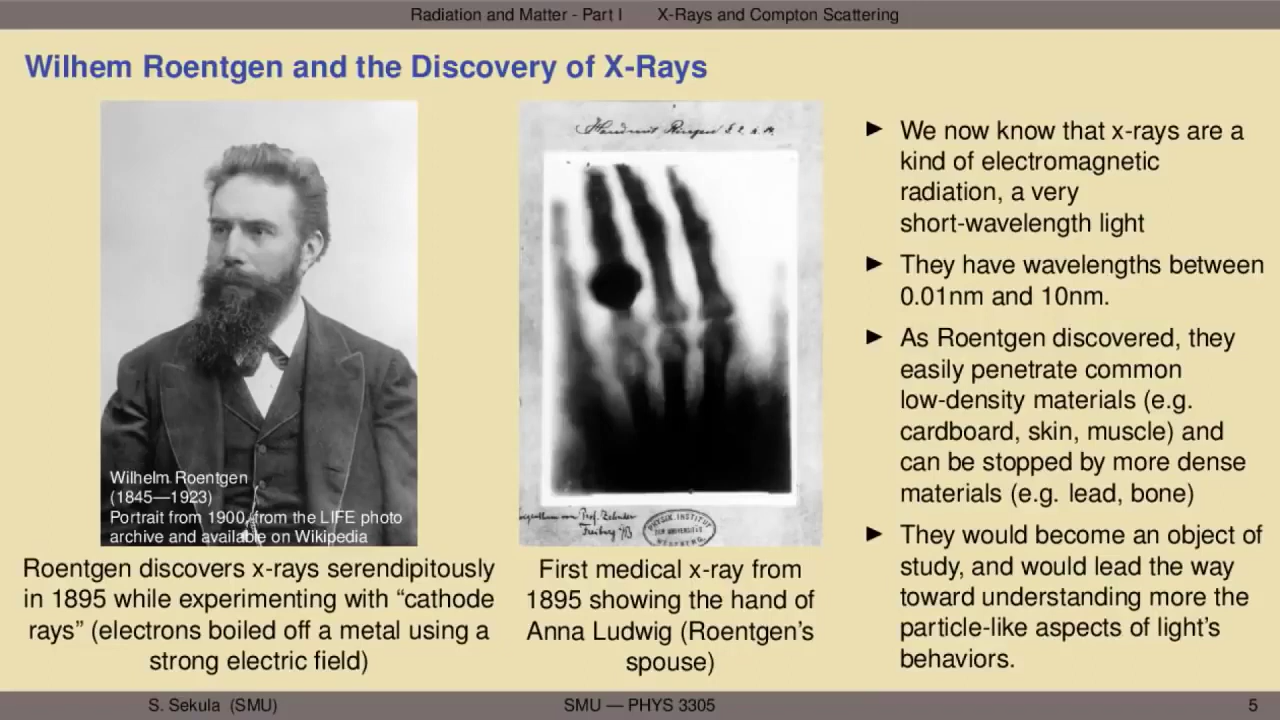 Radiation and Matter - Part I X-Rays and Compton Scattering
Wilhem Roentgen and the Discovery of X-Rays
Wilhelm Roentgen
(1845—1923)
Portrait from 1900, from the LIFE photo
archive and available on Wikipedia
Roentgen discovers x-rays serendipitously
in 1895 while experimenting with “cathode
rays” (electrons boiled off a metal using a
strong electric field)
PHYSIK. INSTITUT
DER UNIVERSITÄT
First medical x-ray from
1895 showing the hand of
Anna Ludwig (Roentgen’s
spouse)
► We now know that x-rays are a
kind of electromagnetic
radiation, a very
short-wavelength light
► They have wavelengths between
0.01nm and 10nm.
► As Roentgen discovered, they
easily penetrate common
low-density materials (e.g.
cardboard, skin, muscle) and
can be stopped by more dense
materials (e.g. lead, bone)
► They would become an object of
study, and would lead the way
toward understanding more the
particle-like aspects of light’s
behaviors.
S. Sekula (SMU) SMU — PHYS 3305 5